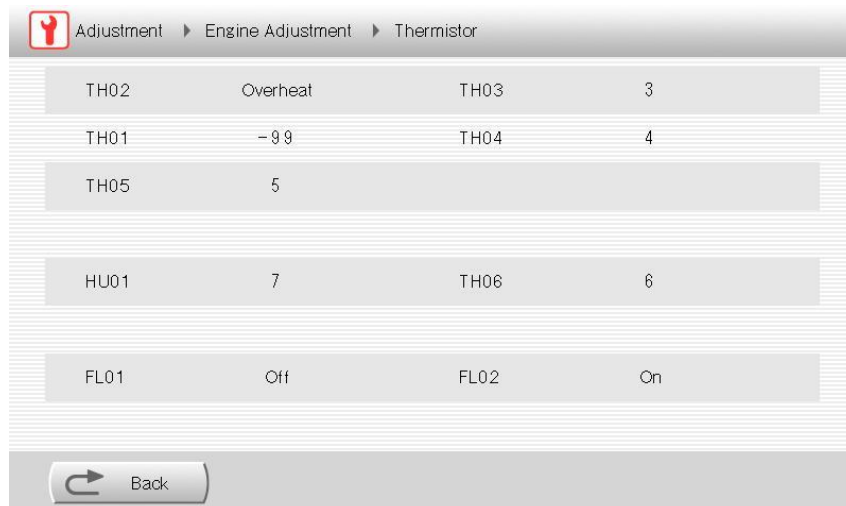 Adjustment ▶ Engine Adjustment ▶ Thermistor
TH02 Overheat TH03 3
TH01 -99 TH04 4
TH05 5
HU01 7 TH06 6
FL01 Off FL02 On
Back